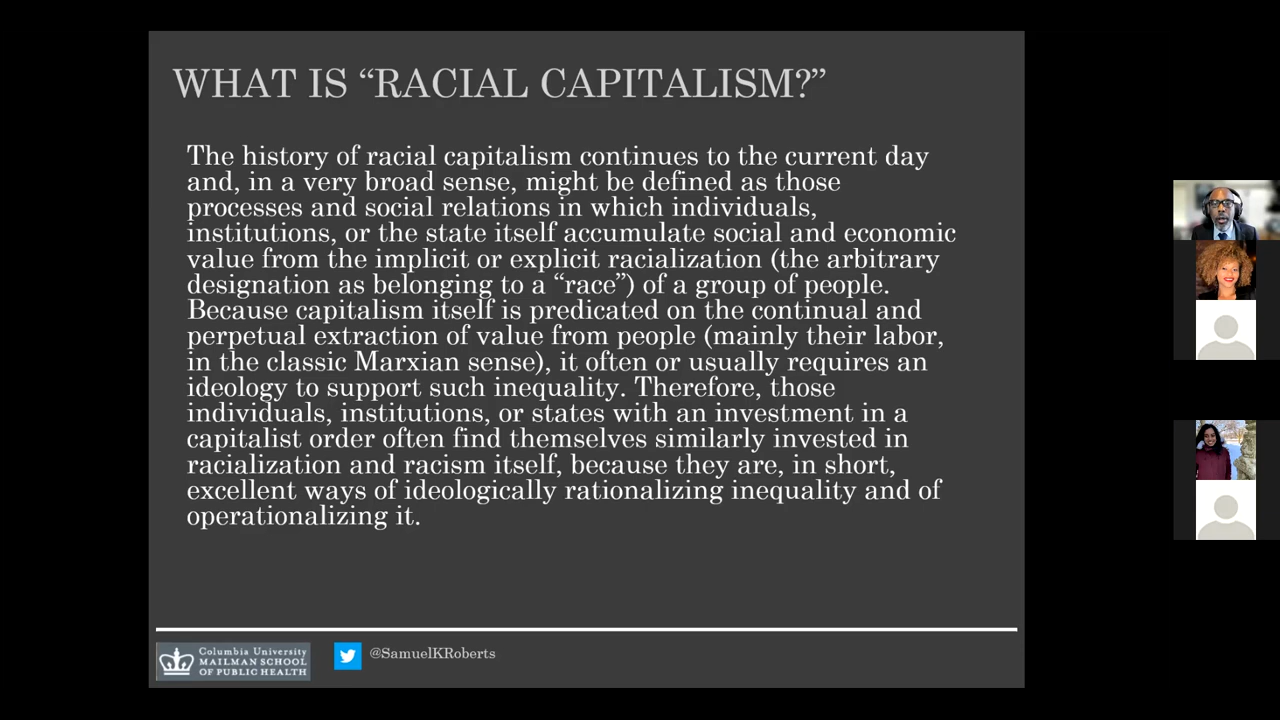 WHAT IS “RACIAL CAPITALISM?”
The history of racial capitalism continues to the current day
and, in a very broad sense, might be defined as those
processes and social relations in which individuals,
institutions, or the state itself accumulate social and economic
value from the implicit or explicit racialization (the arbitrary
designation as belonging to a “race”) of a group of people.
Because capitalism itself is predicated on the continual and
perpetual extraction of value from people (mainly their labor,
in the classic Marxian sense), it often or usually requires an
ideology to support such inequality. Therefore, those
individuals, institutions, or states with an investment in a
capitalist order often find themselves similarly invested in
racialization and racism itself, because they are, in short,
excellent ways of ideologically rationalizing inequality and of
operationalizing it.
Columbia University
MAILMAN SCHOOL
OF PUBLIC HEALTH
@SamuelKRoberts